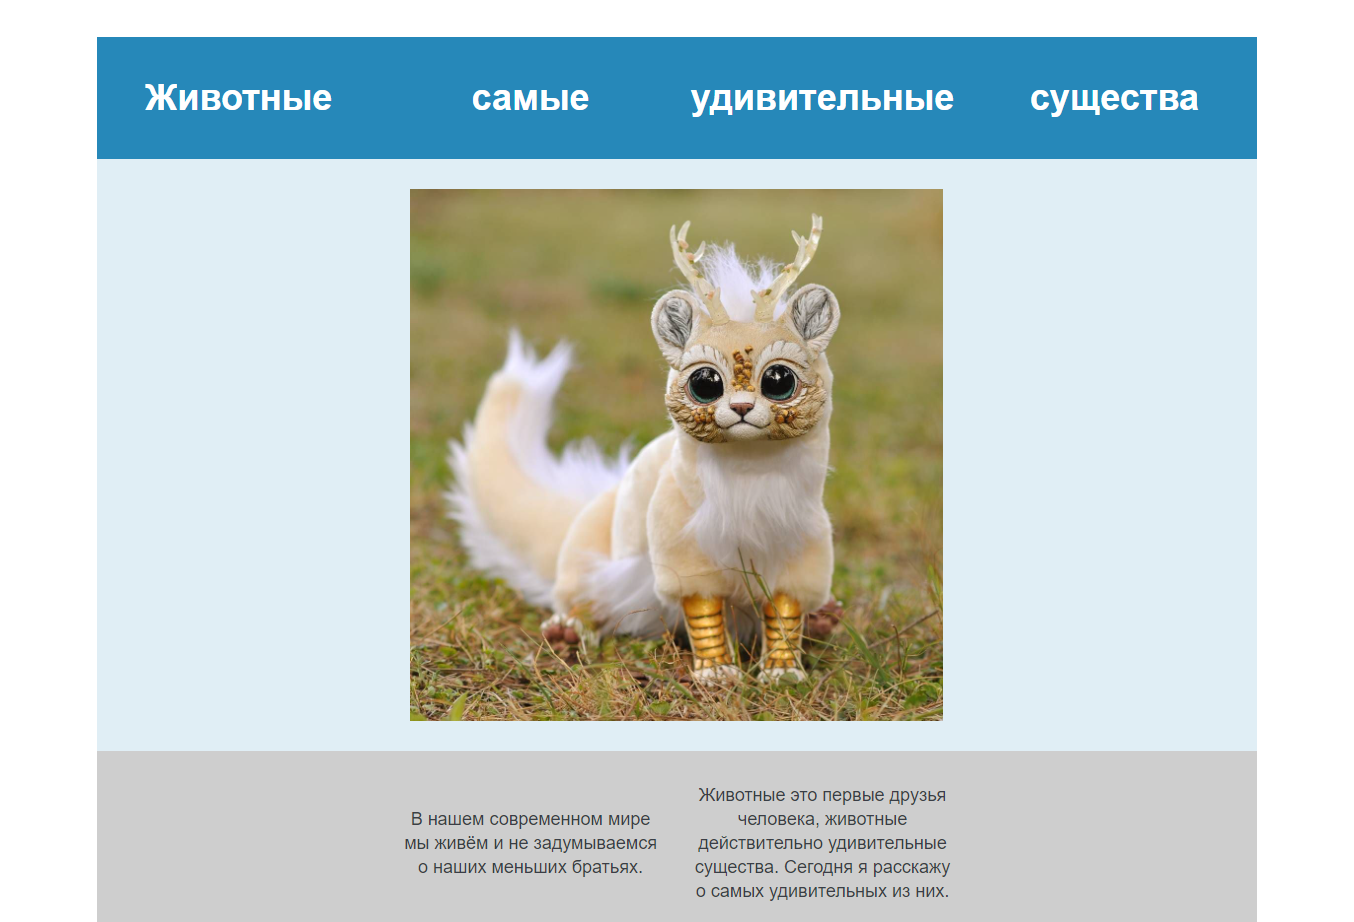 Животные самые удивительные существа
В нашем современном мире
мы живём и не задумываемся
о наших меньших братьях.
Животные это первые друзья
человека, животные
действительно удивительные
существа. Сегодня я расскажу
о самых удивительных из них.